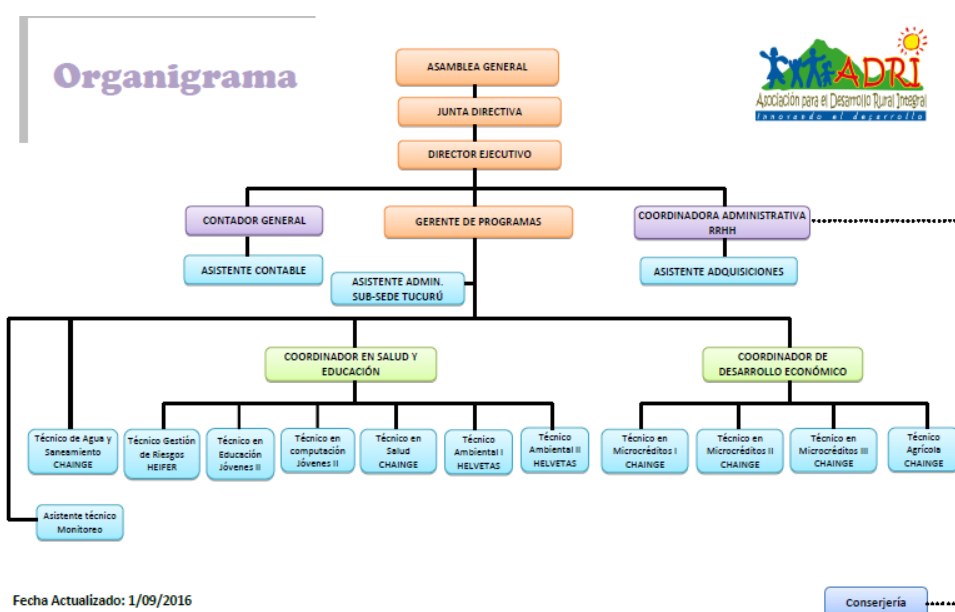 Organigrama
ASAMBLEA GENERAL
JUNTA DIRECTIVA
DIRECTOR EJECUTIVO
ADRI
Asociación para el Desarrollo Rural Integral
Innovando el desarrollo
CONTADOR GENERAL
GERENTE DE PROGRAMAS
COORDINADORA ADMINISTRATIVA
RRHH
ASISTENTE CONTABLE
ASISTENTE ADMIN.
SUB-SEDE TUCURÚ
ASISTENTE ADQUISICIONES
COORDINADOR EN SALUD Y
EDUCACIÓN
COORDINADOR DE
DESARROLLO ECONÓMICO
Técnico de Agua y
Saneamiento
CHAINGE
Técnico Gestión
de Riesgos
HEIFER
Técnico en
Educación
Jóvenes II
Técnico en
computación
Jóvenes II
Técnico en
Salud
CHAINGE
Técnico
Ambiental I
HELVETAS
Técnico
Ambiental II
HELVETAS
Técnico en
Microcréditos I
CHAINGE
Técnico en
Microcréditos II
CHAINGE
Técnico en
Microcréditos III
CHAINGE
Técnico
Agrícola
CHAINGE
Asistente técnico
Monitoreo
Fecha Actualizado: 1/09/2016
Conserjería